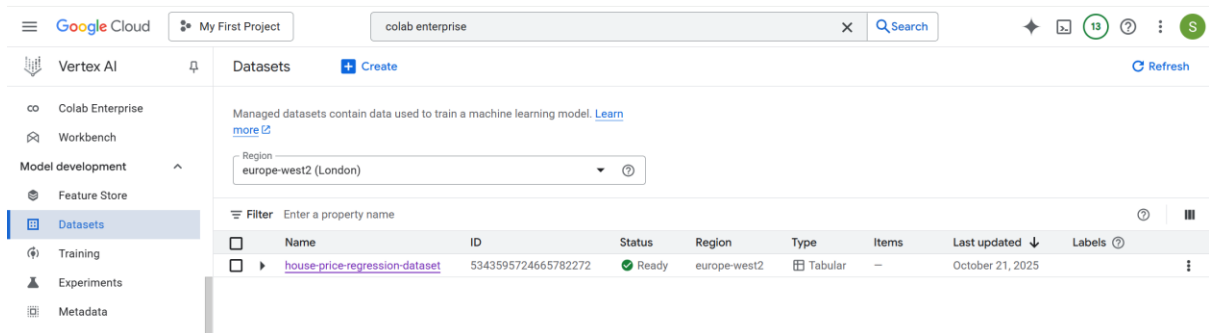 Google Cloud
My First Project
colab enterprise
Search
13
S
Vertex AI
Datasets
Create
Refresh
Colab Enterprise
Workbench
Model development
Feature Store
Datasets
Training
Experiments
Metadata
Managed datasets contain data used to train a machine learning model. Learn
more
Region
europe-west2 (London)
Filter Enter a property name
Name ID Status Region Type Items Last updated Labels
house-price-regression-dataset 5343595724665782272 Ready europe-west2 Tabular — October 21, 2025